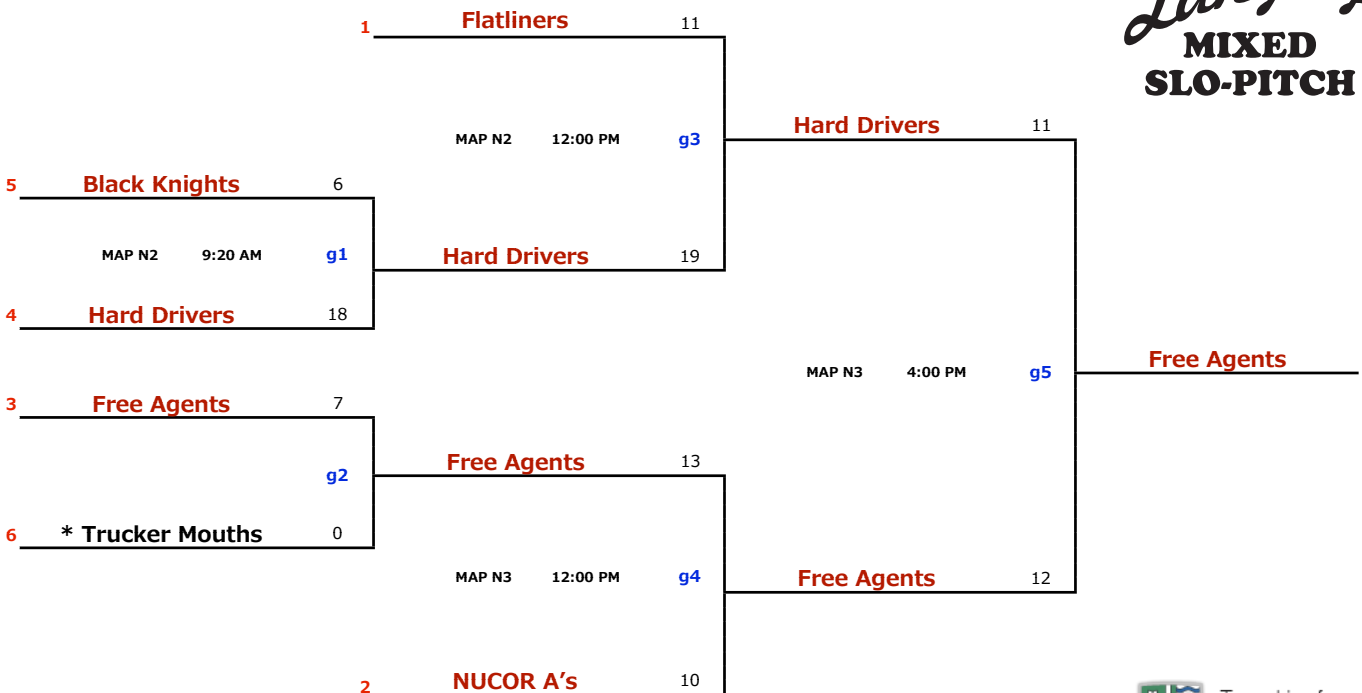 1 Flatliners 11
MIXED
SLO-PITCH
Hard Drivers 11
MAP N2 12:00 PM g3
5 Black Knights 6
MAP N2 9:20 AM g1
Hard Drivers 19
4 Hard Drivers 18
Free Agents
MAP N3 4:00 PM g5
3 Free Agents 7
Free Agents 13
g2
6 * Trucker Mouths 0
MAP N3 12:00 PM g4
Free Agents 12
2 NUCOR A's 10